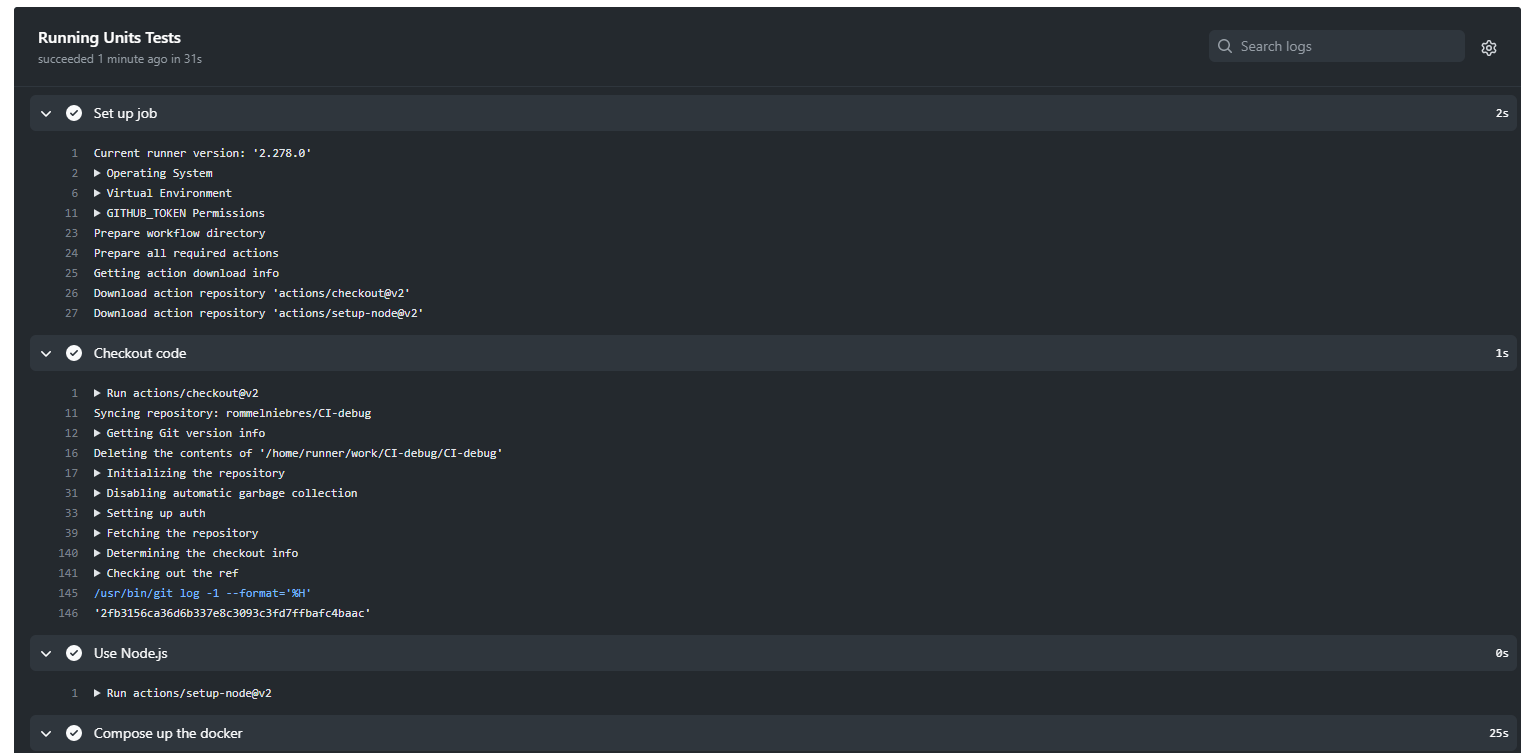 Running Units Tests
succeeded 1 minute ago in 31s
Search logs
Set up job 2s
1 Current runner version: '2.278.0'
2 ▶ Operating System
6 ▶ Virtual Environment
11 ▶ GITHUB_TOKEN Permissions
23 Prepare workflow directory
24 Prepare all required actions
25 Getting action download info
26 Download action repository 'actions/checkout@v2'
27 Download action repository 'actions/setup-node@v2'
Checkout code 1s
1 ▶ Run actions/checkout@v2
11 Syncing repository: rommelniebres/CI-debug
12 ▶ Getting Git version info
16 Deleting the contents of '/home/runner/work/CI-debug/CI-debug'
17 ▶ Initializing the repository
31 ▶ Disabling automatic garbage collection
33 ▶ Setting up auth
39 ▶ Fetching the repository
140 ▶ Determining the checkout info
141 ▶ Checking out the ref
145 /usr/bin/git log -1 --format='%H'
146 '2fb3156ca36d6b337e8c3093c3fd7ffbafc4baac'
Use Node.js 0s
1 ▶ Run actions/setup-node@v2
Compose up the docker 25s